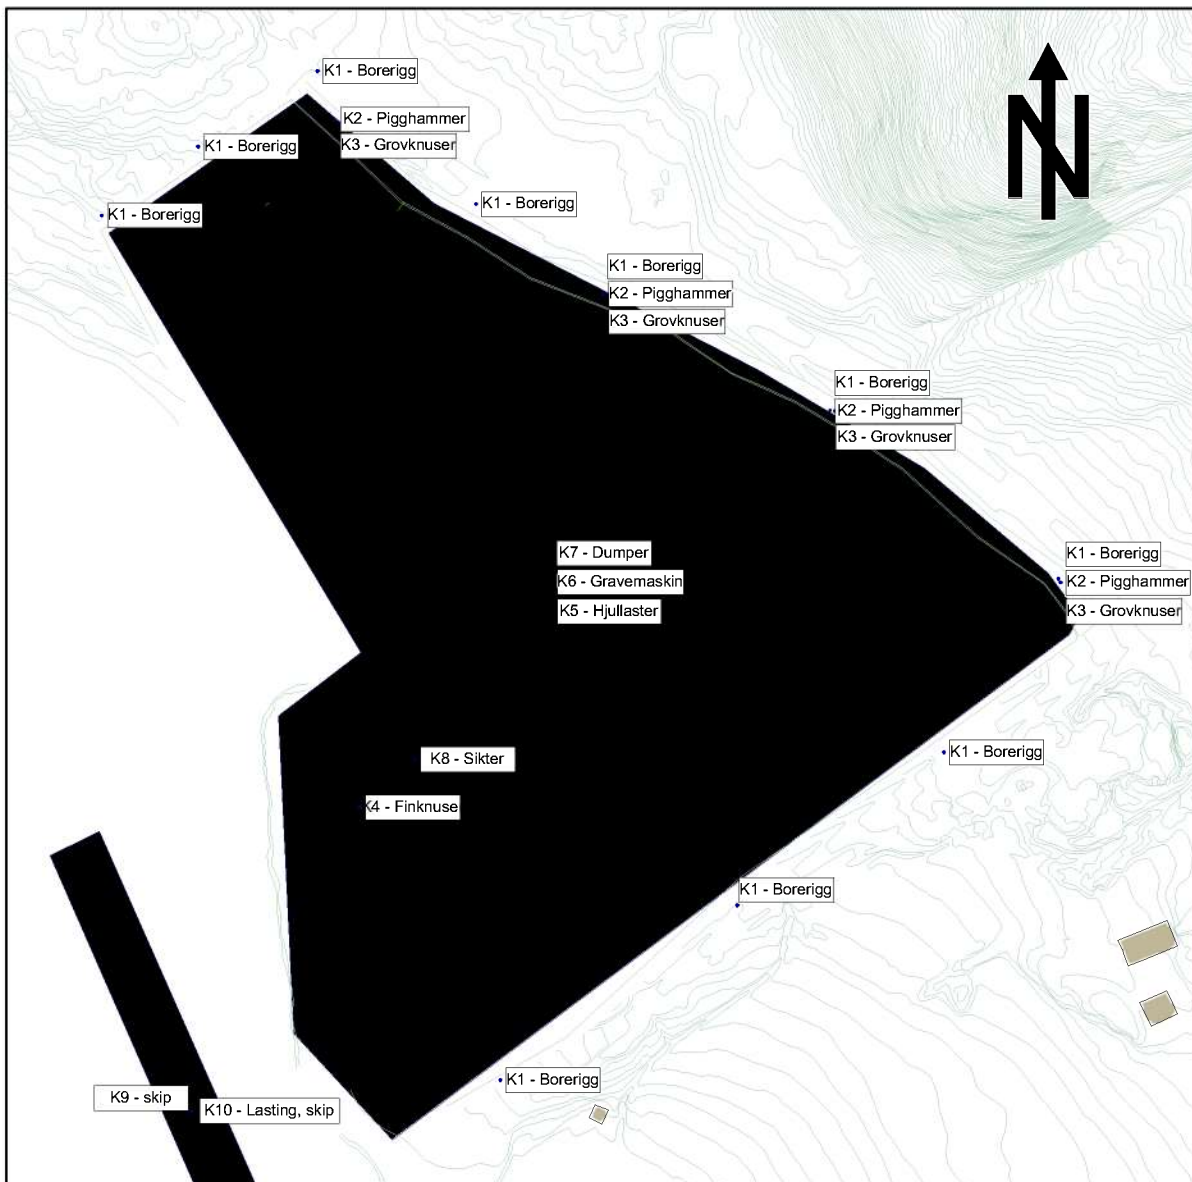 K1 - Borerigg
N
K2 - Pigghammer
K3 - Grovknuser
K1 - Borerigg
K1 - Borerigg
K1 - Borerigg
K1 - Borerigg
K2 - Pigghammer
K3 - Grovknuser
K1 - Borerigg
K2 - Pigghammer
K3 - Grovknuser
K7 - Dumper
K6 - Gravemaskin
K5 - Hjullaster
K1 - Borerigg
K2 - Pigghammer
K3 - Grovknuser
K8 - Sikter
K4 - Finknuse
K1 - Borerigg
K1 - Borerigg
K1 - Borerigg
K9 - skip
K10 - Lasting, skip